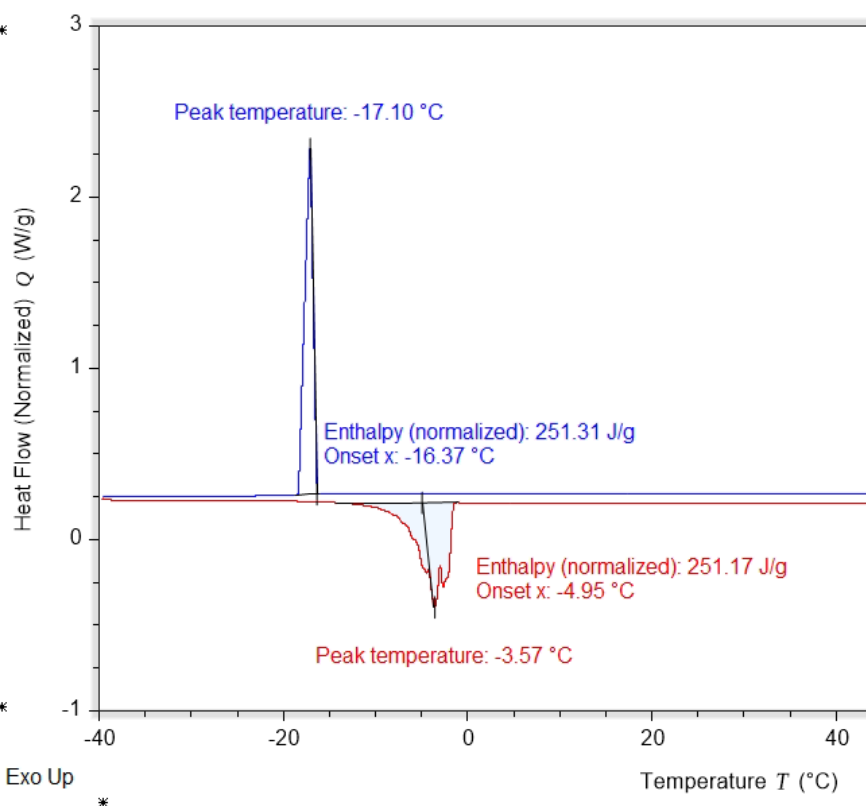 3
Peak temperature: -17.10 °C
2
Heat Flow (Normalized) Q (W/g)
1
Enthalpy (normalized): 251.31 J/g
Onset x: -16.37 °C
0
Enthalpy (normalized): 251.17 J/g
Onset x: -4.95 °C
Peak temperature: -3.57 °C
-1
-40 -20 0 20 40
Exo Up
Temperature T (°C)